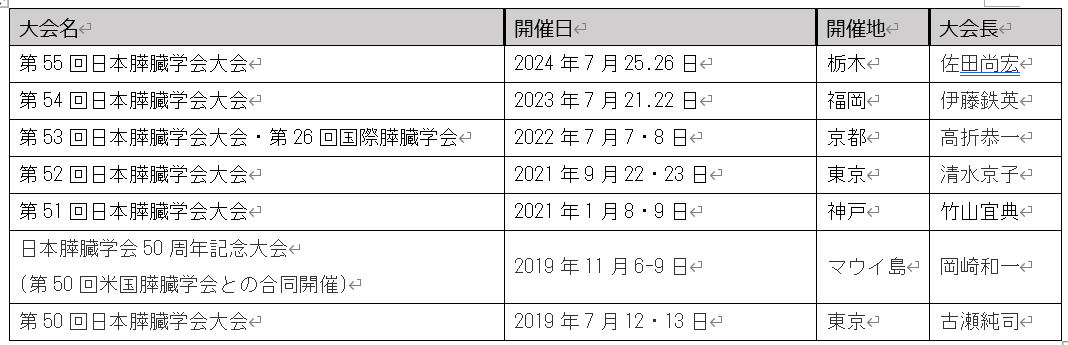 大会名 開催日 開催地 大会長
第55回日本膵臓学会大会 2024年7月25.26日 栃木 佐田尚宏
第54回日本膵臓学会大会 2023年7月21.22日 福岡 伊藤鉄英
第53回日本膵臓学会大会・第26回国際膵臓学会 2022年7月7・8日 京都 高折恭一
第52回日本膵臓学会大会 2021年9月22・23日 東京 清水京子
第51回日本膵臓学会大会 2021年1月8・9日 神戸 竹山宜典
日本膵臓学会50周年記念大会
(第50回米国膵臓学会との合同開催) 2019年11月6-9日 マウイ島 岡崎和一
第50回日本膵臓学会大会 2019年7月12・13日 東京 古瀬純司